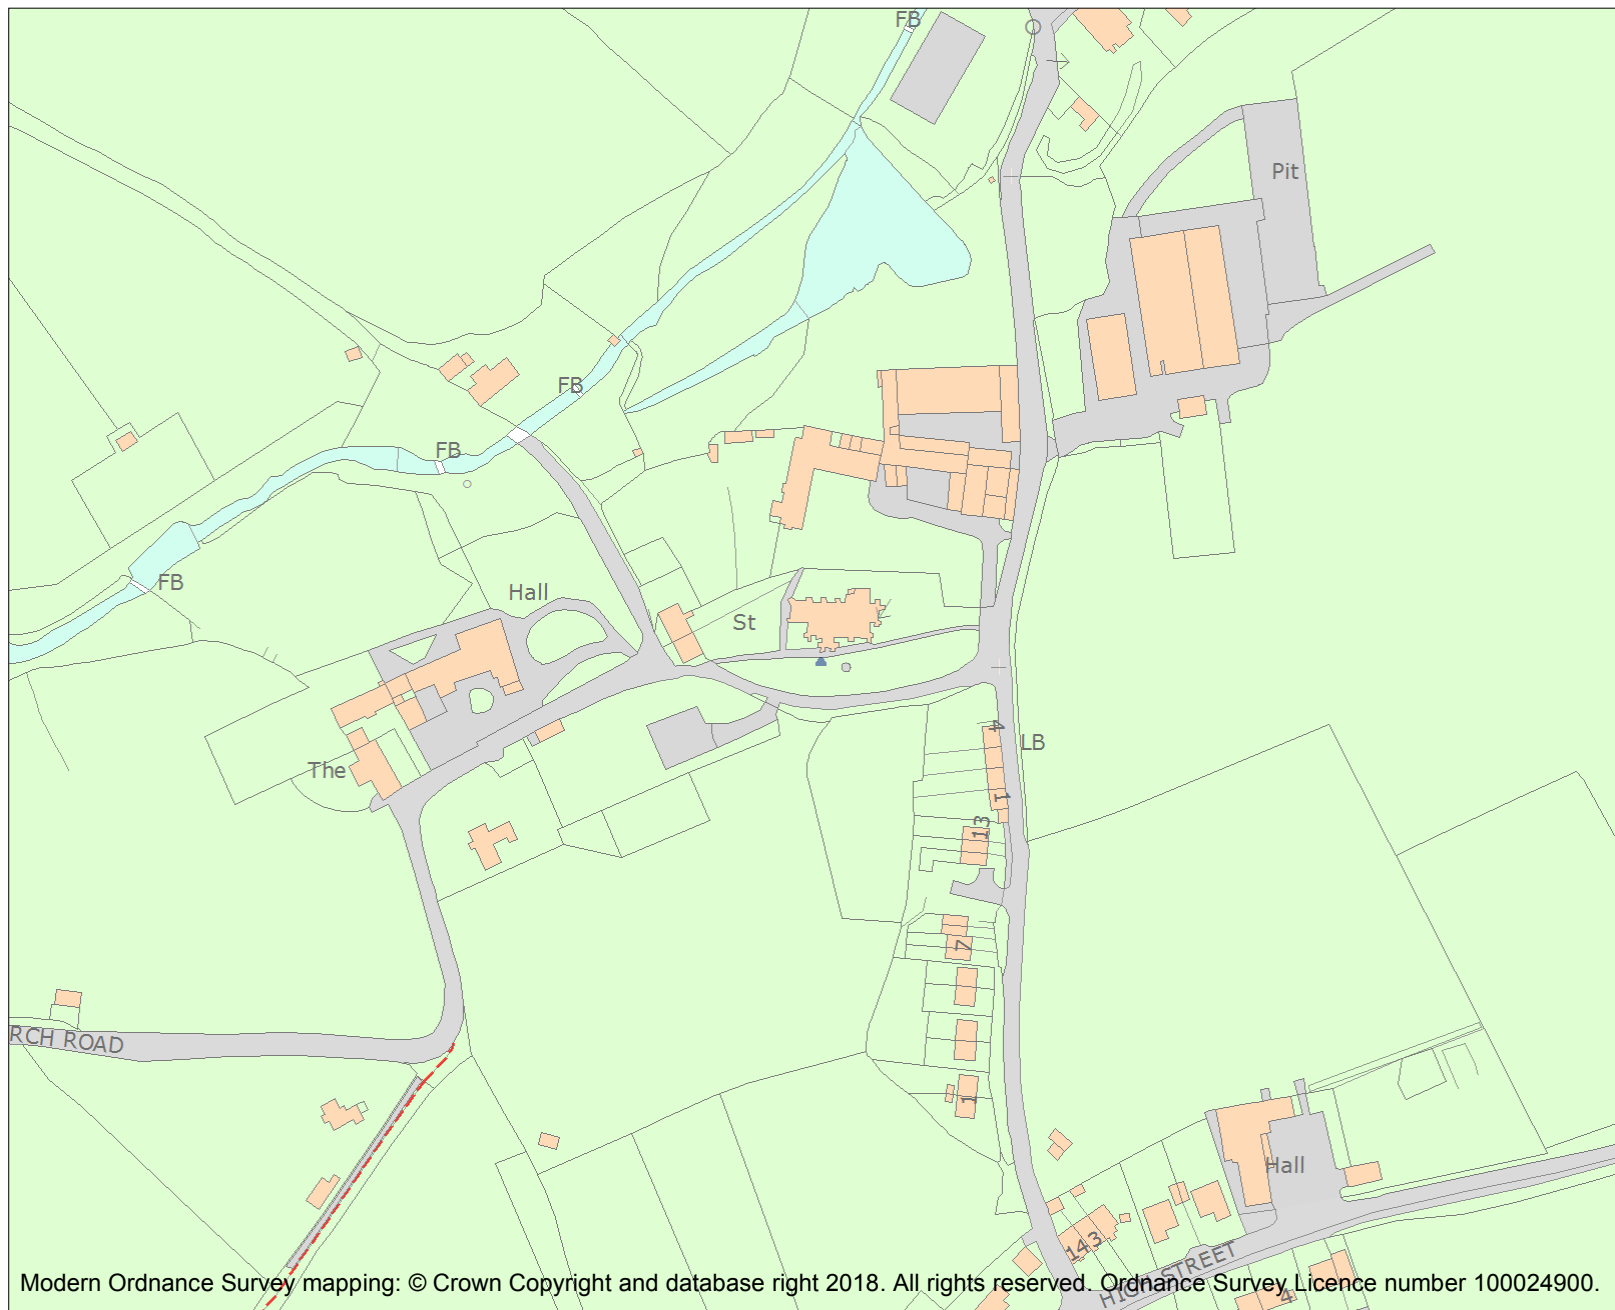 FB
Pit
FB
FB
FB
Hall
St
4
LB
The
1
13
7
RCH ROAD
1
Hall
143
HIGH STREET
4
Modern Ordnance Survey mapping: © Crown Copyright and database right 2018. All rights reserved. Ordnance Survey Licence number 100024900.